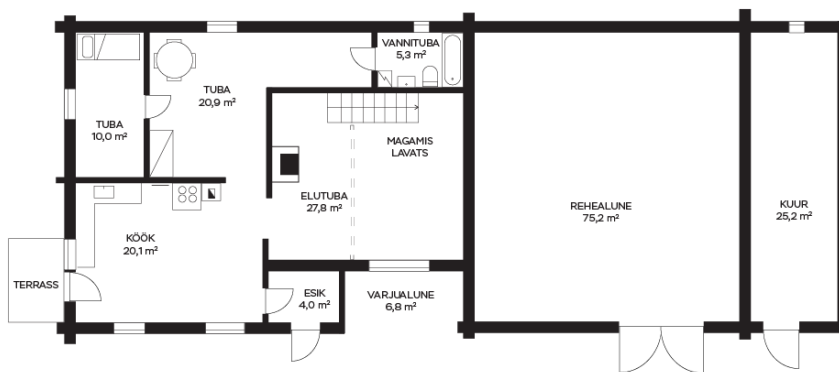 VANNITUBA
5,3 m²
TUBA
20,9 m²
TUBA
10,0 m²
MAGAMIS
LAVATS
ELUTUBA
27,8 m²
REHEALUNE
75,2 m²
KUUR
25,2 m²
KÖÖK
20,1 m²
TERRASS
ESIK
4,0 m²
VARJUALUNE
6,8 m²